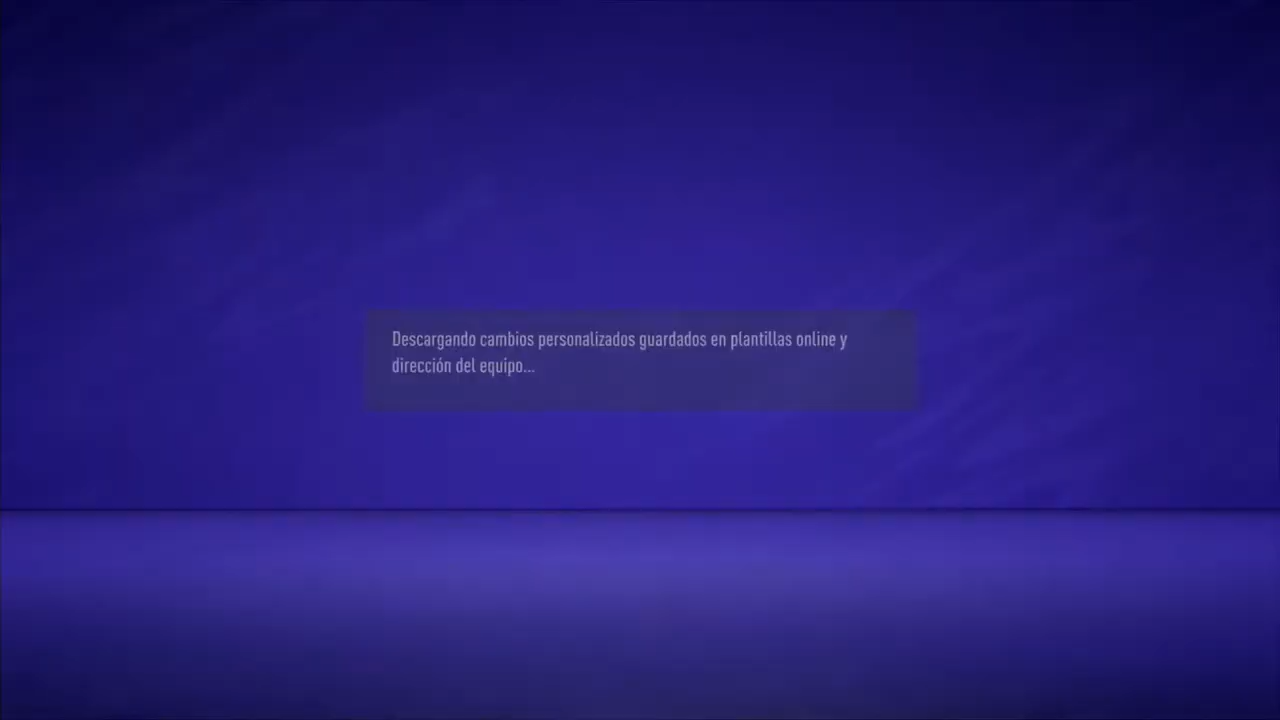 Descargando cambios personalizados guardados en plantillas online y
dirección del equipo...